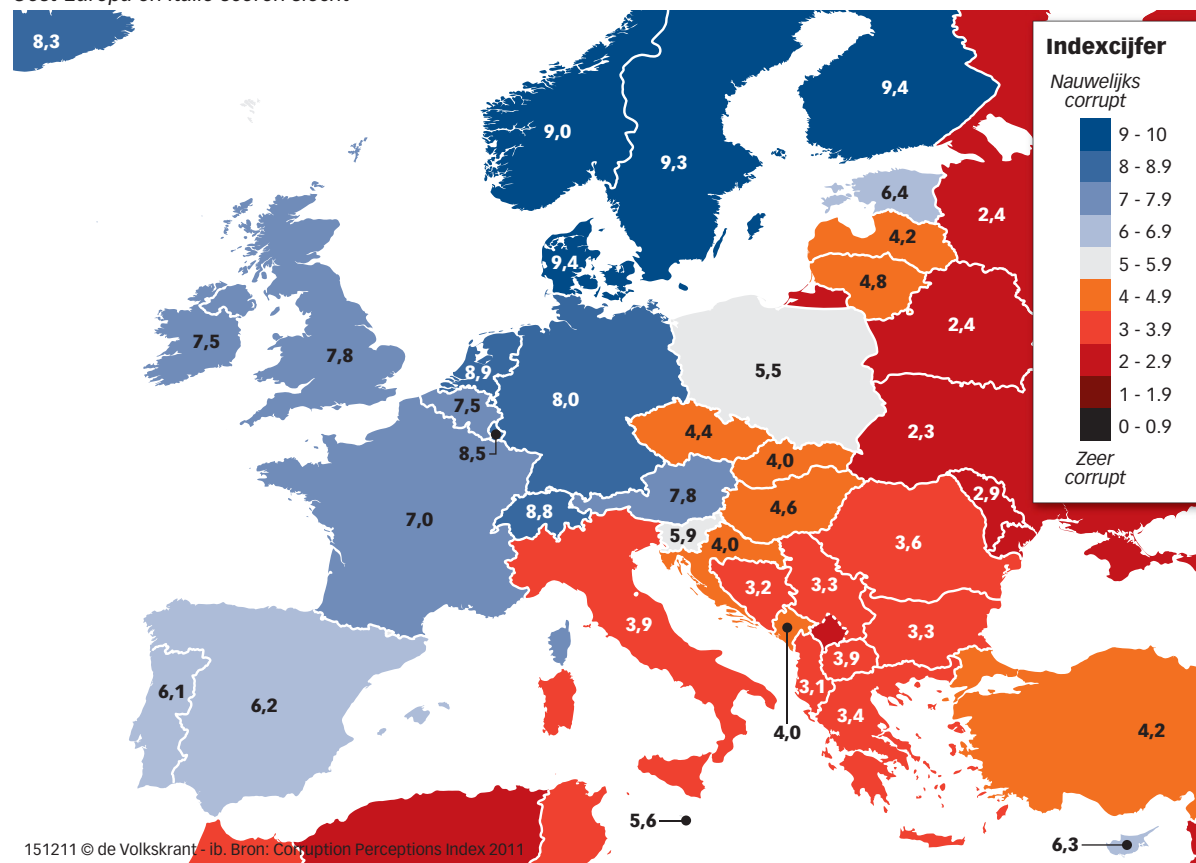 Oost-Europa en Italië scoren slecht
8,3
Indexcijfer
Nauwelijks
corrupt
9 - 10
8 - 8.9
7 - 7.9
6 - 6.9
5 - 5.9
4 - 4.9
3 - 3.9
2 - 2.9
1 - 1.9
0 - 0.9
Zeer
corrupt
9,4
9,0
9,3
6,4
2,4
4,2
9,4
4,8
2,4
7,5
7,8
8,9
5,5
7,5
8,0
8,5
4,4
2,3
4,0
7,8
2,9
8,8
4,6
7,0
5,9
4,0
3,6
3,2
3,3
3,9
3,3
3,9
6,1
3,1
6,2
3,4
4,0
4,2
5,6
6,3
151211 © de Volkskrant - ib. Bron: Corruption Perceptions Index 2011